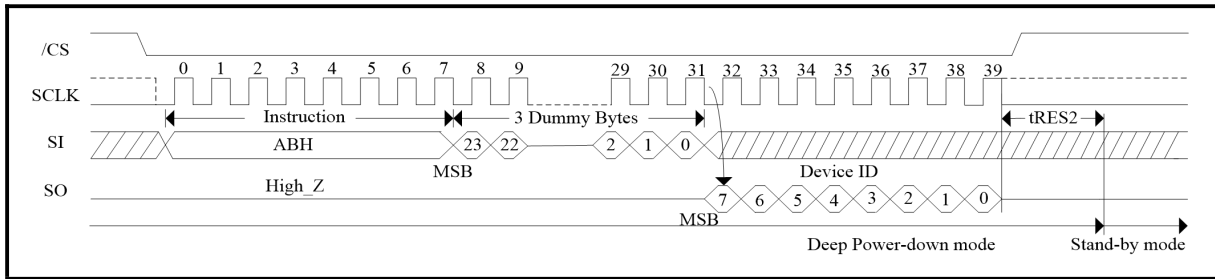 /CS
0 1 2 3 4 5 6 7 8 9 29 30 31 32 33 34 35 36 37 38 39
SCLK
Instruction 3 Dummy Bytes tRES2
SI ABH 23 22 2 1 0
MSB Device ID
SO High_Z
7 6 5 4 3 2 1 0
MSB
Deep Power-down mode Stand-by mode